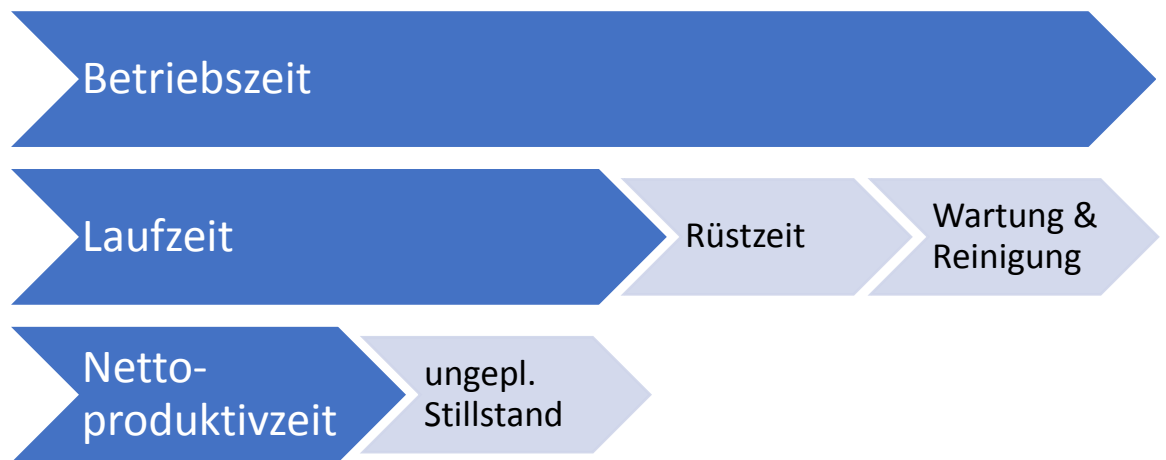 Betriebszeit
Laufzeit
Rüstzeit
Wartung &
Reinigung
Netto-
produktivzeit
ungepl.
Stillstand